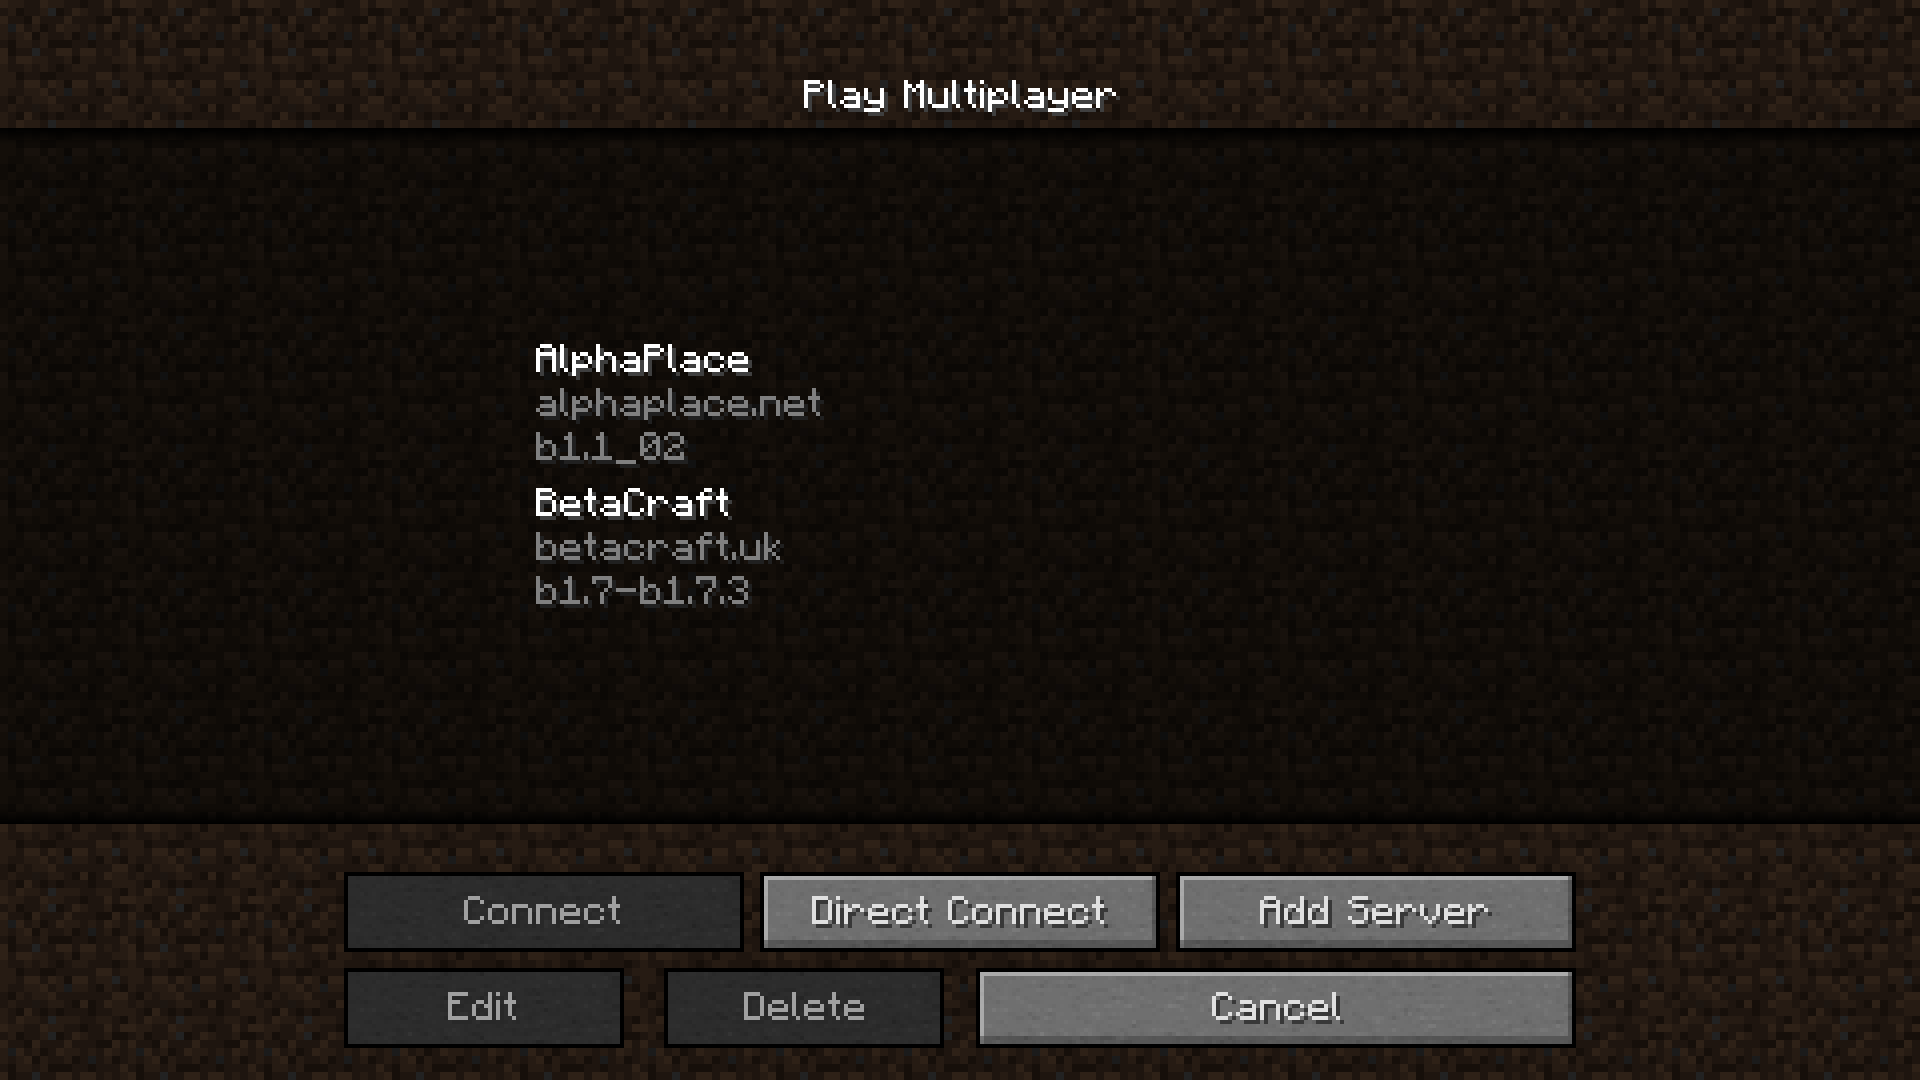 Play Multiplayer
AlphaPlace
alphaplace.net
b1.1_02
BetaCraft
betacraft.uk
b1.7-b1.7.3
Connect
Direct Connect
Add Server
Edit
Delete
Cancel